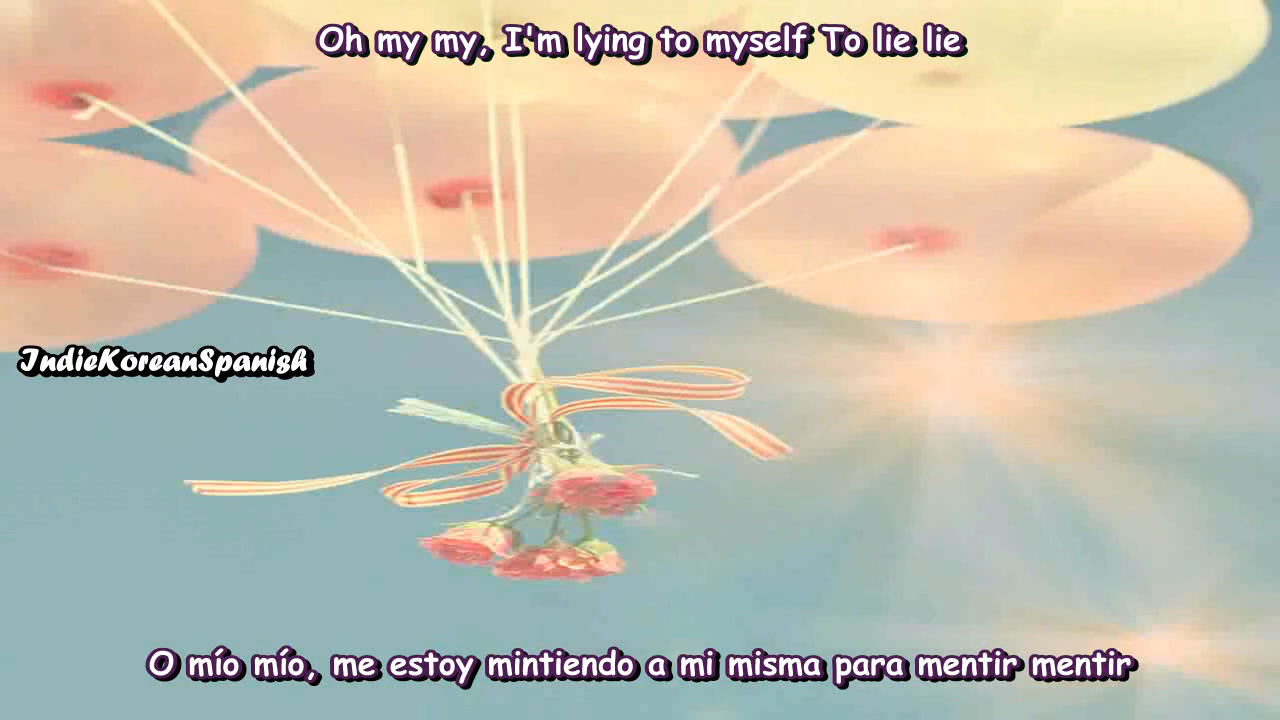 Oh my my, I'm lying to myself To lie lie
IndieKoreanSpanish
O mío mío, me estoy mintiendo a mi misma para mentir mentir